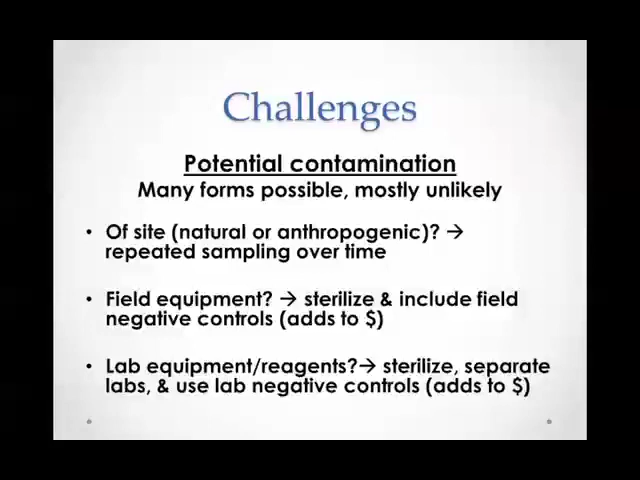 Challenges
Potential contamination
Many forms possible, mostly unlikely
• Of site (natural or anthropogenic)? →
repeated sampling over time
• Field equipment? → sterilize & include field
negative controls (adds to $)
• Lab equipment/reagents?→ sterilize, separate
labs, & use lab negative controls (adds to $)